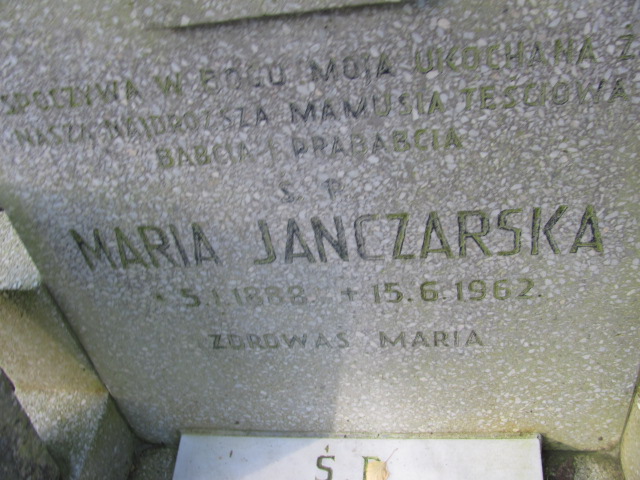 SPOCZYWA W BOGU MOJA UKOCHANA Ż
NASZA NAJDROŻSZA MAMUSIA TEŚCIOWA
BABCIA I PRABABCIA
Ś. P.
MARIA JANCZARSKA
* 5.1.1888. + 15.6.1962.
ZDROWAŚ MARIA
Ś.P.